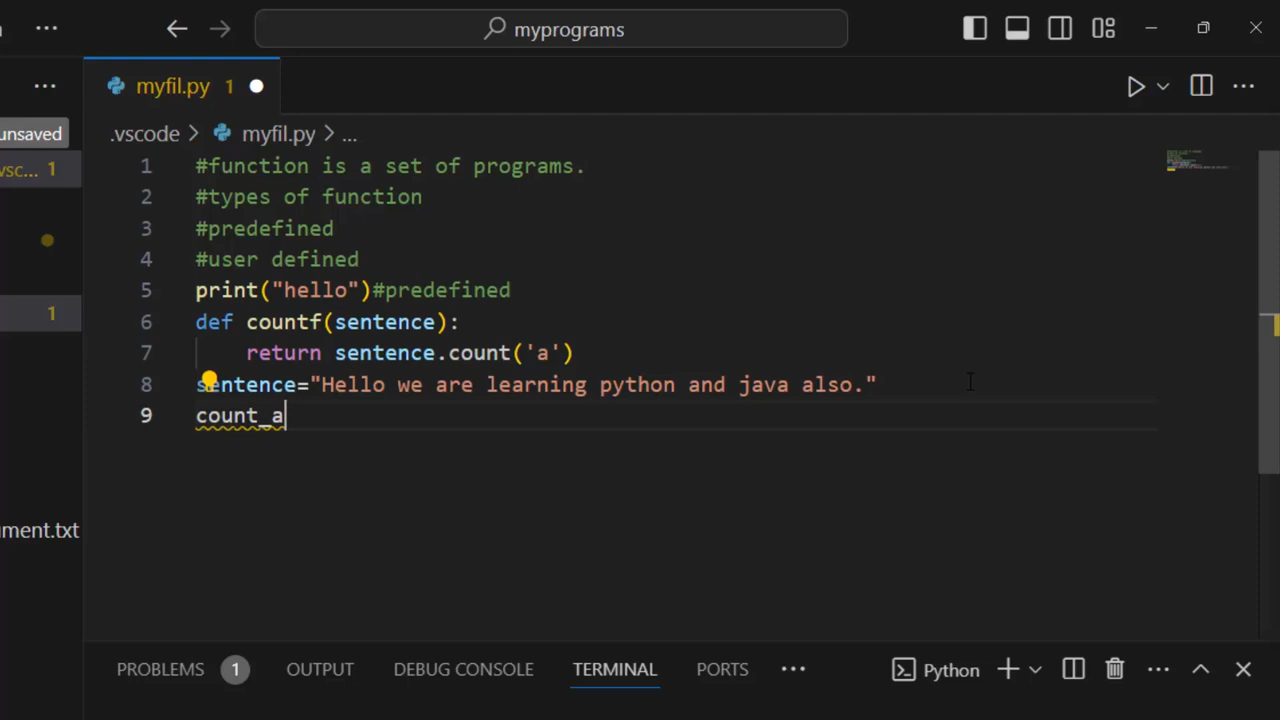 myprograms
myfil.py 1
unsaved
.vscode > myfil.py > ...
vsc... 1
1 #function is a set of programs.
2 #types of function
3 #predefined
4 #user defined
5 print("hello")#predefined
1
6 def countf(sentence):
7 return sentence.count('a')
8 sentence="Hello we are learning python and java also."
9 count_a
ument.txt
PROBLEMS 1 OUTPUT DEBUG CONSOLE TERMINAL PORTS ... Python